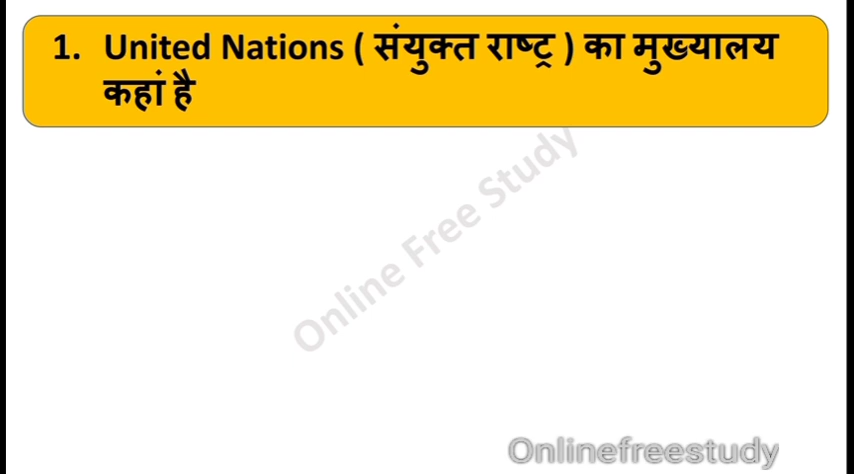 1. United Nations ( संयुक्त राष्ट्र ) का मुख्यालय
कहां है
Online Free Study
Onlinefreestudy